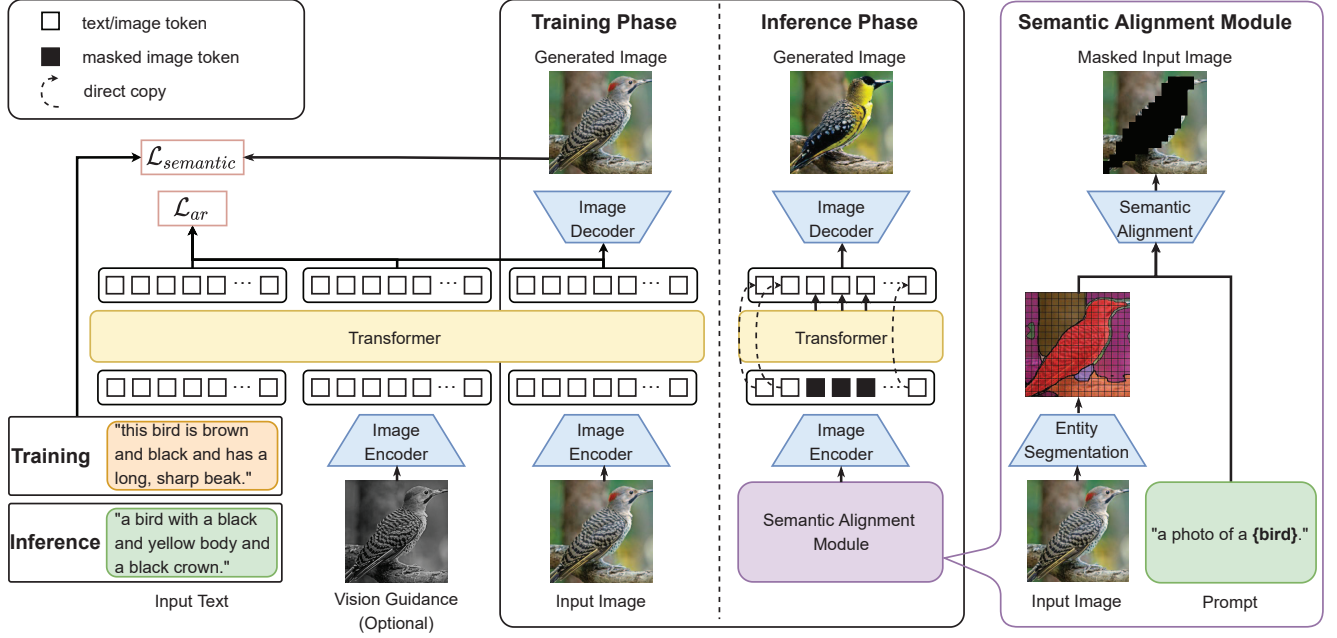 text/image token
masked image token
direct copy
Training Phase
Generated Image
Inference Phase
Generated Image
Semantic Alignment Module
Masked Input Image
ℒ_semantic
ℒ_ar
Image
Decoder
Image
Decoder
Semantic
Alignment
...
...
...
...
Transformer
Transformer
...
...
...
...
Training
"this bird is brown
and black and has a
long, sharp beak."
Inference
"a bird with a black
and yellow body and
a black crown."
Input Text
Image
Encoder
Vision Guidance
(Optional)
Image
Encoder
Input Image
Image
Encoder
Semantic Alignment
Module
Entity
Segmentation
Input Image
"a photo of a {bird}."
Prompt